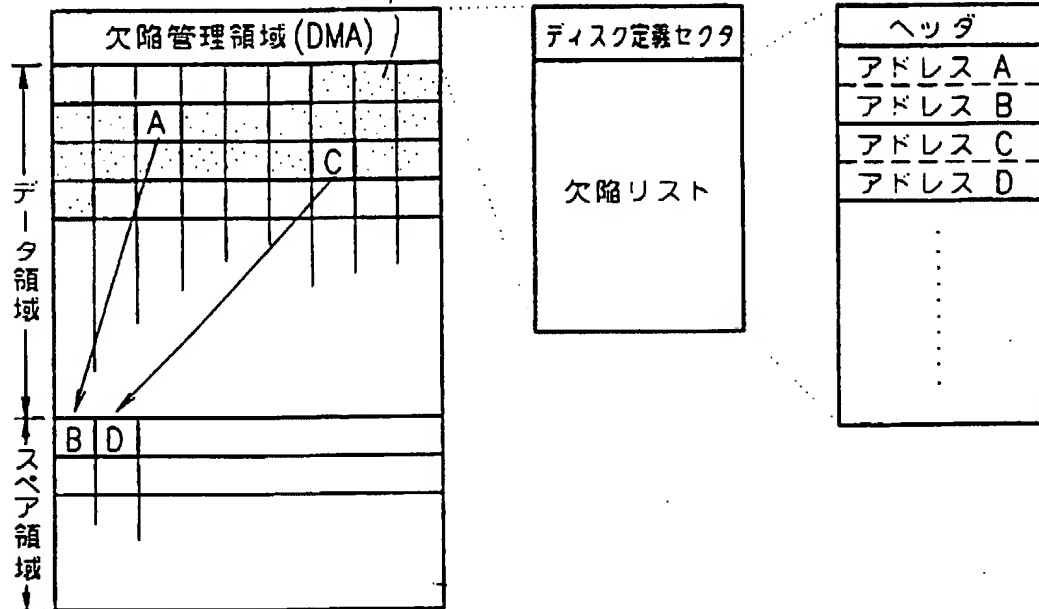 欠陥管理領域(DMA)
A
C
データ領域
B D
スペア領域
ディスク定義セクタ
欠陥リスト
ヘッダ
アドレス A
アドレス B
アドレス C
アドレス D